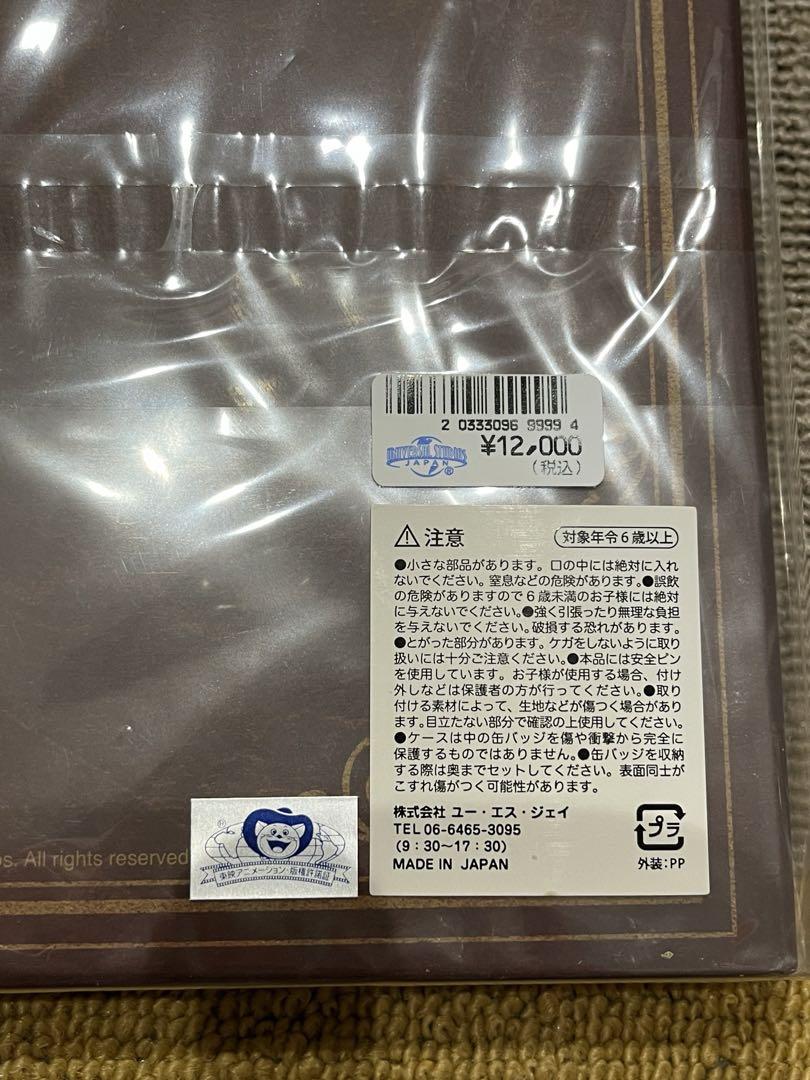 2 0333096 9999 4
¥12,000
(税込)
UNIVERSAL STUDIOS
JAPAN ®
⚠ 注意 対象年令6歳以上
●小さな部品があります。口の中には絶対に入れ
ないでください。窒息などの危険があります。●誤飲
の危険がありますので6歳未満のお子様には絶対
に与えないでください。●強く引張ったり無理な負担
を与えないでください。破損する恐れがあります。
●とがった部分があります。ケガをしないように取り
扱いには十分ご注意ください。●本品には安全ピン
を使用しています。お子様が使用する場合、付け
外しなどは保護者の方が行ってください。●取り
付ける素材によって、生地などが傷つく場合があり
ます。目立たない部分で確認の上使用してください。
●ケースは中の缶バッジを傷や衝撃から完全に
保護するものではありません。●缶バッジを収納
する際は奥までセットしてください。表面同士が
こすれ傷がつく可能性があります。
株式会社 ユー・エス・ジェイ
TEL 06-6465-3095
(9:30～17:30)
MADE IN JAPAN
プラ
外装:PP
®
東映アニメーション・版権許諾証
os. All rights reserved